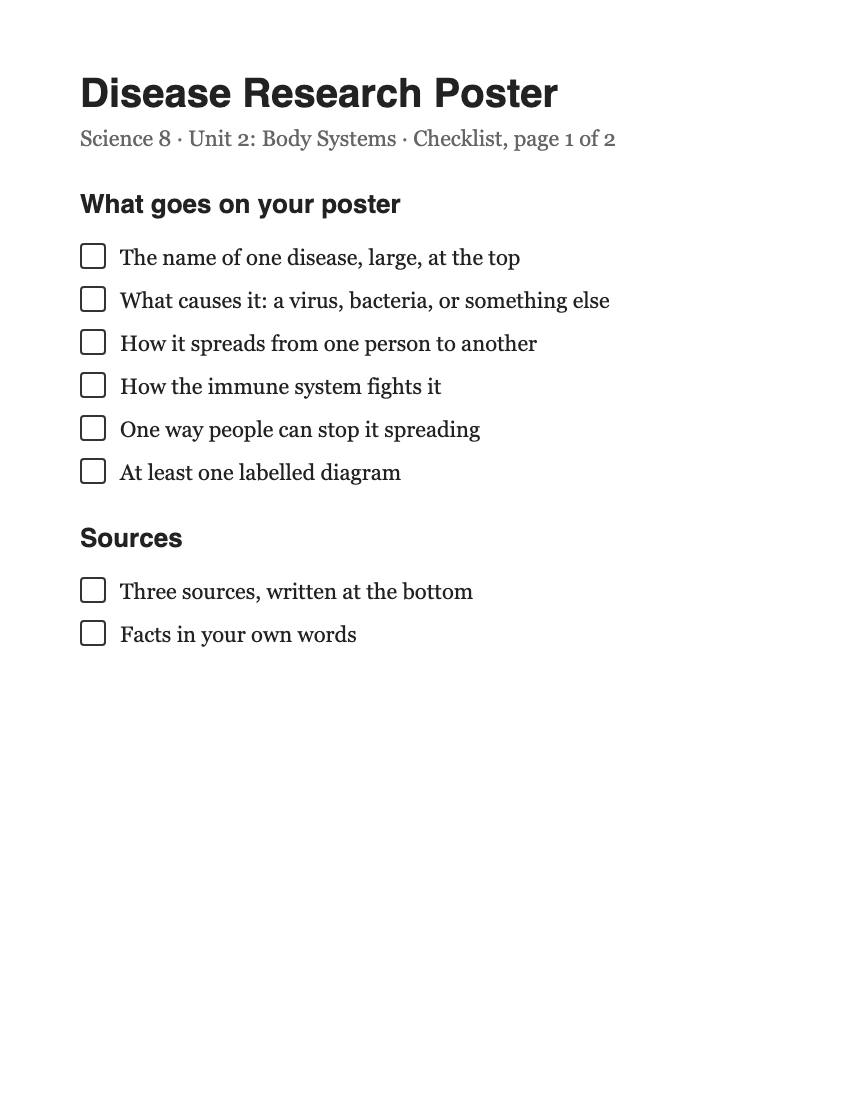 Disease Research Poster
Science 8 · Unit 2: Body Systems · Checklist, page 1 of 2
What goes on your poster
The name of one disease, large, at the top
What causes it: a virus, bacteria, or something else
How it spreads from one person to another
How the immune system fights it
One way people can stop it spreading
At least one labelled diagram
Sources
Three sources, written at the bottom
Facts in your own words